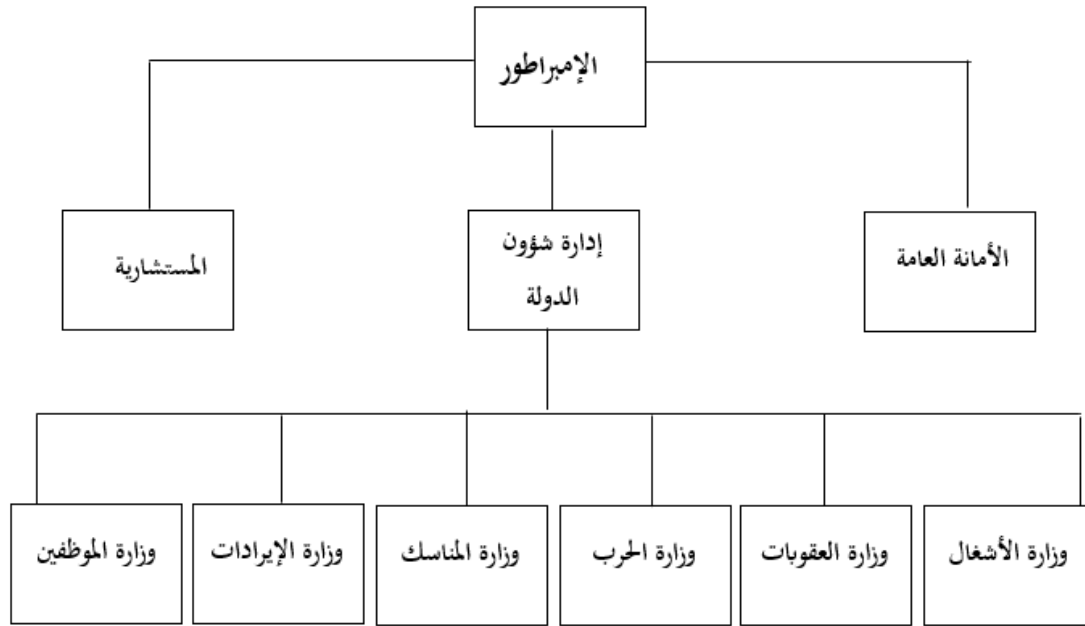 الإمبراطور
الأمانة العامة
إدارة شؤون
الدولة
المستشارية
وزارة الأشغال
وزارة العقوبات
وزارة الحرب
وزارة المناسك
وزارة الإيرادات
وزارة الموظفين